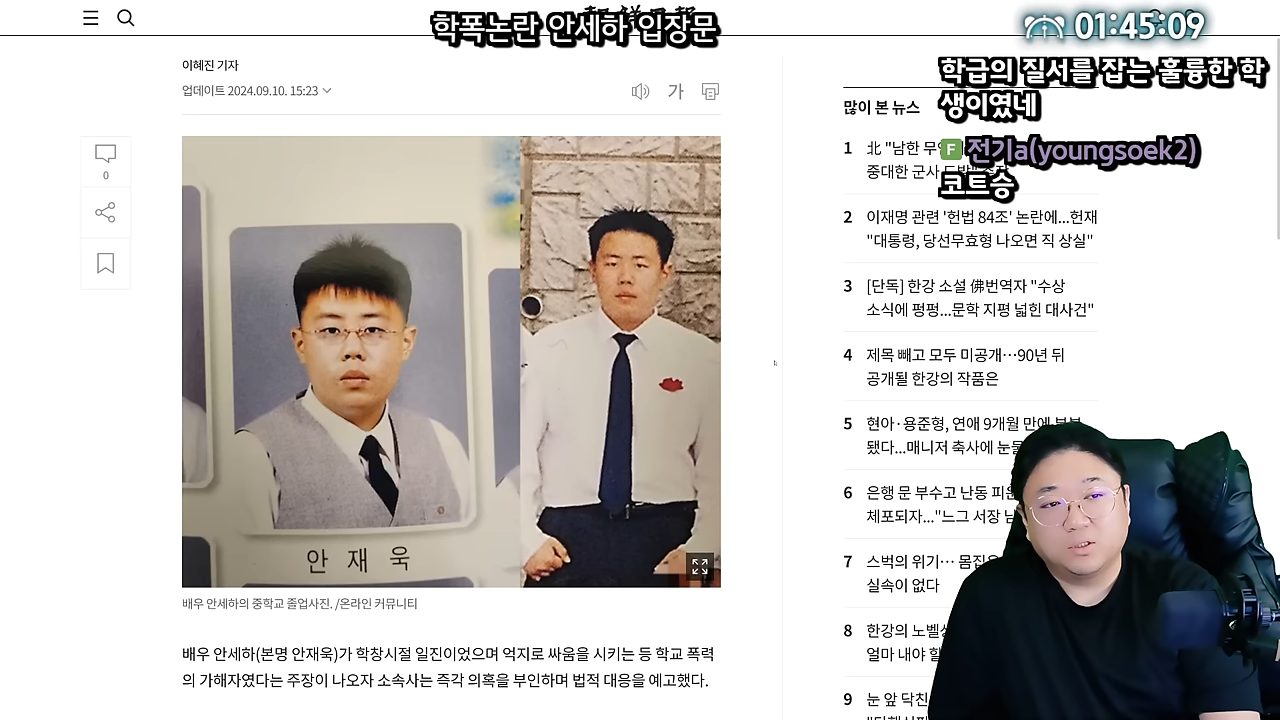 학폭논란 안세하 입장문
01:45:09
이혜진 기자
업데이트 2024.09.10. 15:23
가
0
안 재 욱
배우 안세하의 중학교 졸업사진. /온라인 커뮤니티
배우 안세하(본명 안재욱)가 학창시절 일진이었으며 억지로 싸움을 시키는 등 학교 폭력
의 가해자였다는 주장이 나오자 소속사는 즉각 의혹을 부인하며 법적 대응을 예고했다.
학급의 질서를 잡는 훌륭한 학
생이였네
F 전기a(youngsoek2)
코트승
많이 본 뉴스
1 北 "남한
중대한 군사
2 이재명 관련 '헌법 84조' 논란에...헌재
"대통령, 당선무효형 나오면 직 상실"
3 [단독] 한강 소설 佛번역자 "수상
소식에 펑펑...문학 지평 넓힌 대사건"
4 제목 빼고 모두 미공개…90년 뒤
공개될 한강의 작품은
5 현아·용준형, 연애 9개월 만에
됐다...매니저 축사에
6 은행 문 부수고 난동
체포되자..."느그 서장
7 스벅의 위기…
실속이 없다
8 한강의
얼마 내야
9 눈 앞